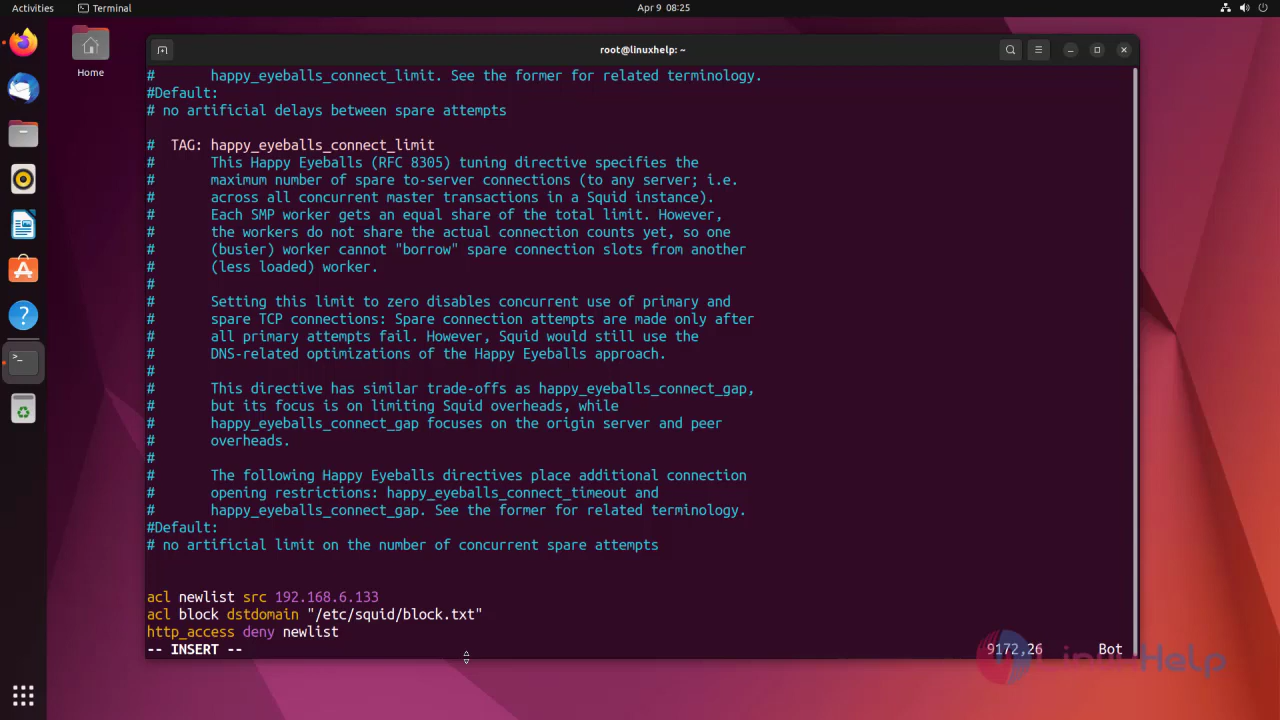 Activities
Terminal
Apr 9 08:25
root@linuxhelp: ~
Home
# happy_eyeballs_connect_limit. See the former for related terminology.
#Default:
# no artificial delays between spare attempts
# TAG: happy_eyeballs_connect_limit
# This Happy Eyeballs (RFC 8305) tuning directive specifies the
# maximum number of spare to-server connections (to any server; i.e.
# across all concurrent master transactions in a Squid instance).
# Each SMP worker gets an equal share of the total limit. However,
# the workers do not share the actual connection counts yet, so one
# (busier) worker cannot "borrow" spare connection slots from another
# (less loaded) worker.
#
# Setting this limit to zero disables concurrent use of primary and
# spare TCP connections: Spare connection attempts are made only after
# all primary attempts fail. However, Squid would still use the
# DNS-related optimizations of the Happy Eyeballs approach.
#
# This directive has similar trade-offs as happy_eyeballs_connect_gap,
# but its focus is on limiting Squid overheads, while
# happy_eyeballs_connect_gap focuses on the origin server and peer
# overheads.
#
# The following Happy Eyeballs directives place additional connection
# opening restrictions: happy_eyeballs_connect_timeout and
# happy_eyeballs_connect_gap. See the former for related terminology.
#Default:
# no artificial limit on the number of concurrent spare attempts
acl newlist src 192.168.6.133
acl block dstdomain "/etc/squid/block.txt"
http_access deny newlist
-- INSERT --
9172,26
Bot
LinuxHelp